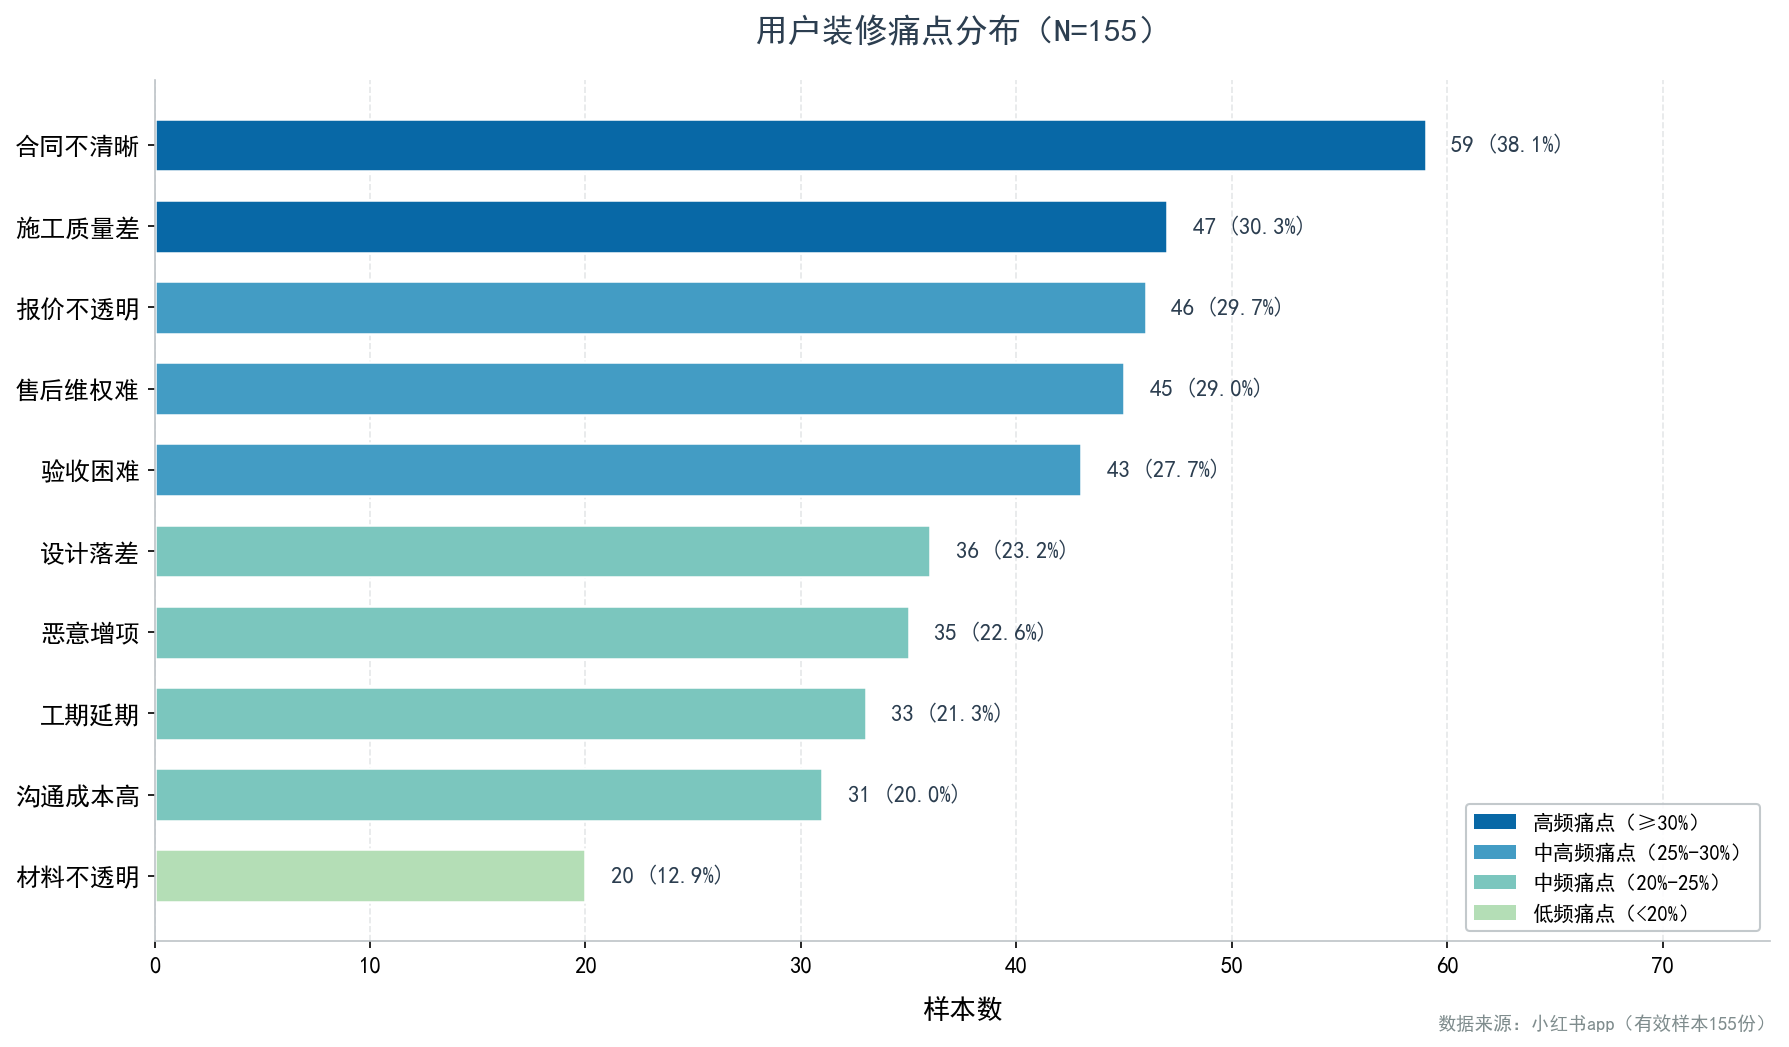 用户装修痛点分布（N=155）
合同不清晰 59 (38.1%)
施工质量差 47 (30.3%)
报价不透明 46 (29.7%)
售后维权难 45 (29.0%)
验收困难 43 (27.7%)
设计落差 36 (23.2%)
恶意增项 35 (22.6%)
工期延期 33 (21.3%)
沟通成本高 31 (20.0%)
材料不透明 20 (12.9%)
高频痛点（≥30%）
中高频痛点（25%-30%）
中频痛点（20%-25%）
低频痛点（<20%）
0 10 20 30 40 50 60 70
样本数
数据来源：小红书app（有效样本155份）